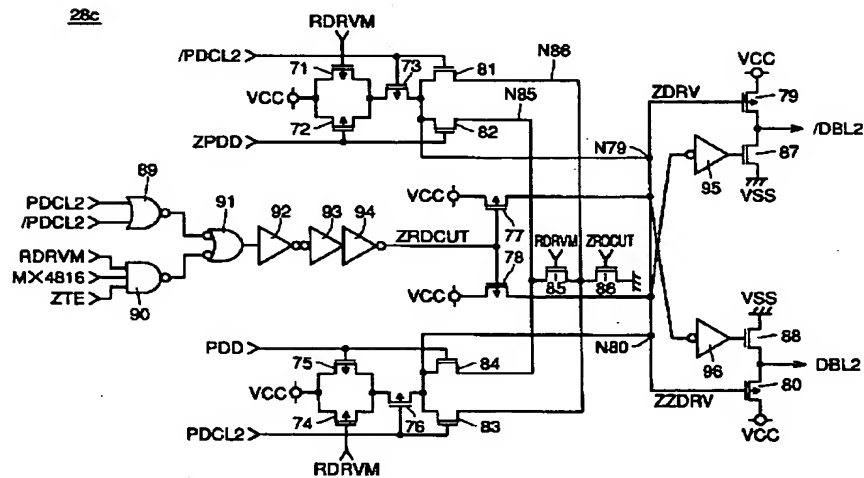 28c
RDRVM
/PDCL2
71
73
81
N86
VCC
VCC
N85
ZDRV
79
72
82
/DBL2
ZPDD
N79
87
95
VSS
89
PDCL2
/PDCL2
91
92
93
94
VCC
77
ZRDCUT
RDRVM
ZRDCUT
RDRVM
MX4816
ZTE
78
85
86
90
VCC
VSS
88
PDD
N80
96
75
84
DBL2
VCC
80
ZZDRV
74
76
83
PDCL2
VCC
RDRVM